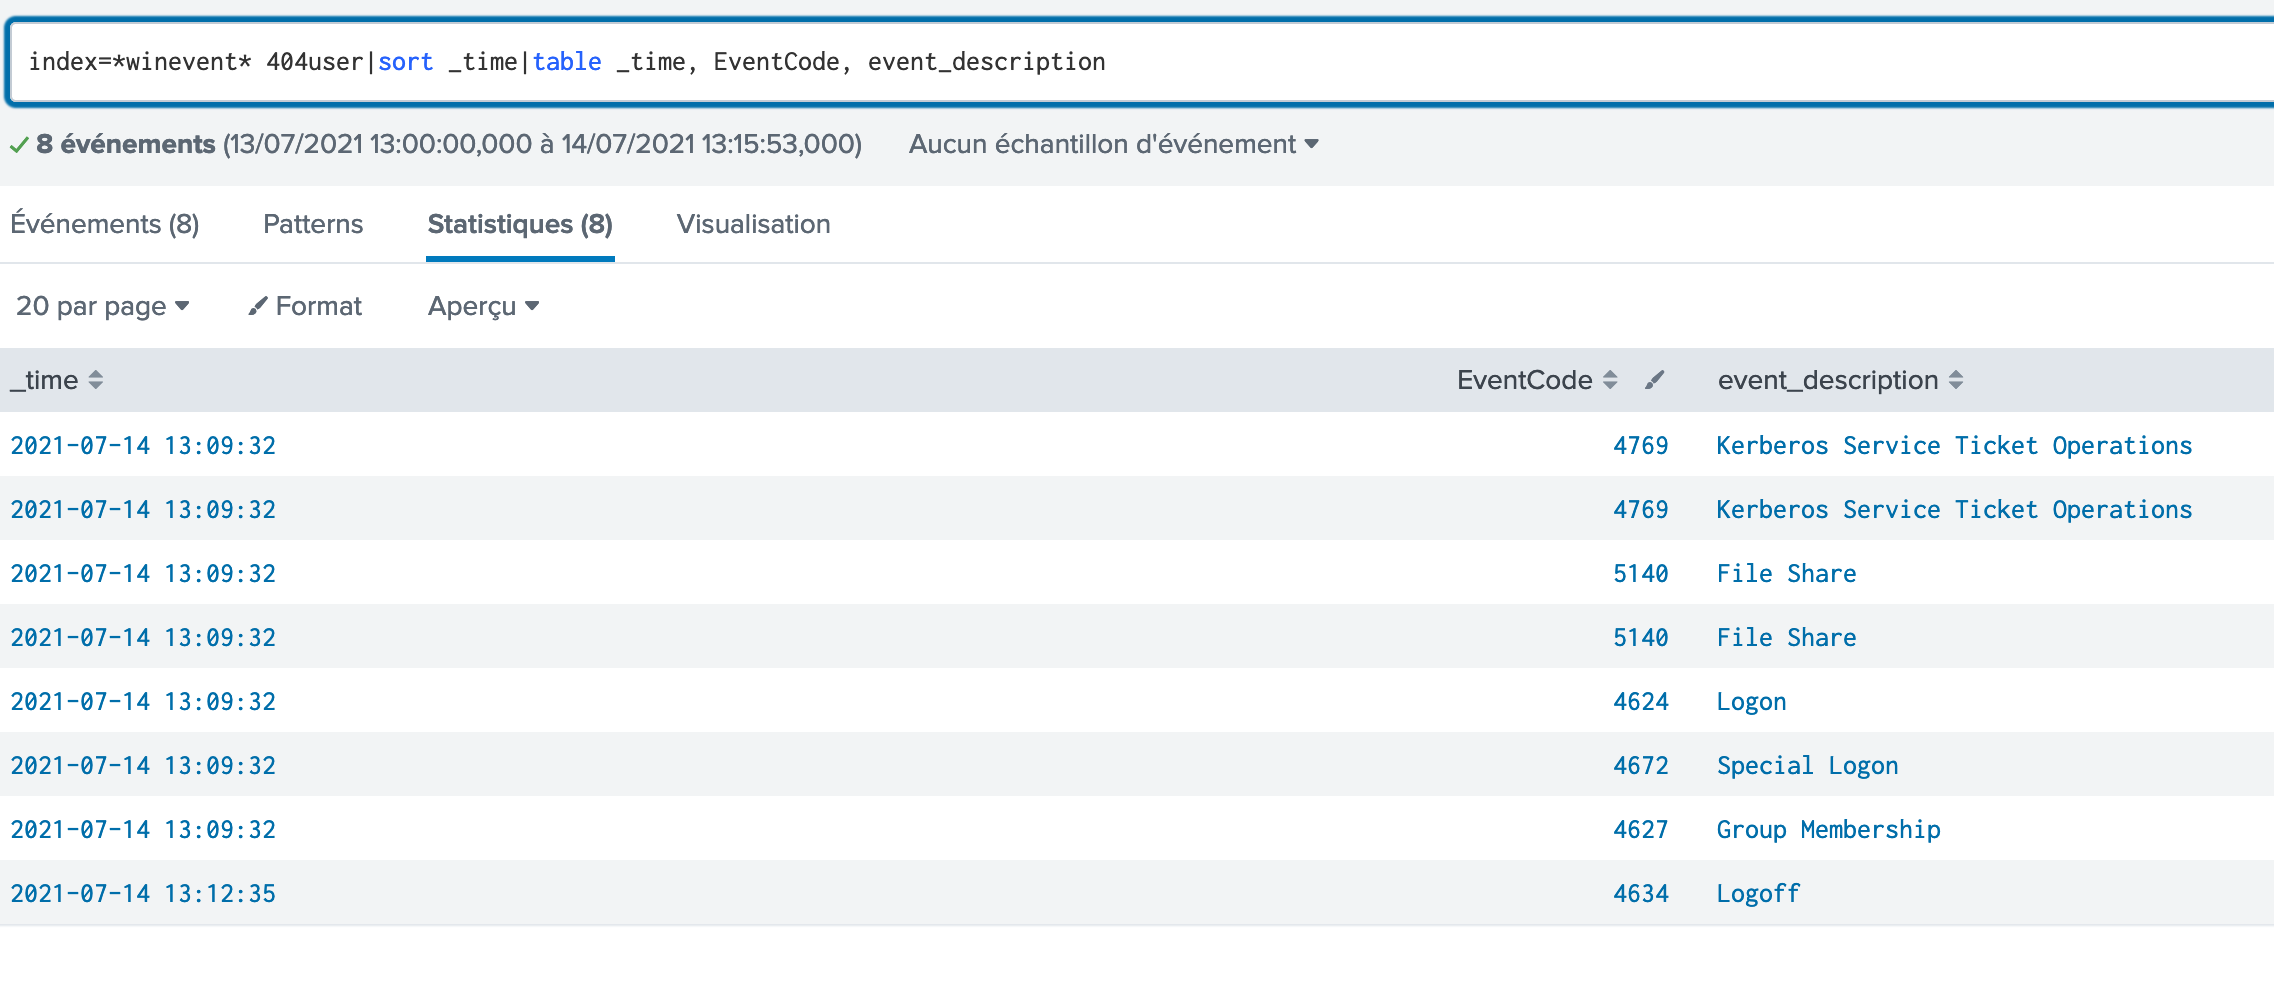 index=*winevent* 404user|sort _time|table _time, EventCode, event_description
8 événements (13/07/2021 13:00:00,000 à 14/07/2021 13:15:53,000) Aucun échantillon d'événement
Événements (8) Patterns Statistiques (8) Visualisation
20 par page Format Aperçu
_time EventCode event_description
2021-07-14 13:09:32 4769 Kerberos Service Ticket Operations
2021-07-14 13:09:32 4769 Kerberos Service Ticket Operations
2021-07-14 13:09:32 5140 File Share
2021-07-14 13:09:32 5140 File Share
2021-07-14 13:09:32 4624 Logon
2021-07-14 13:09:32 4672 Special Logon
2021-07-14 13:09:32 4627 Group Membership
2021-07-14 13:12:35 4634 Logoff